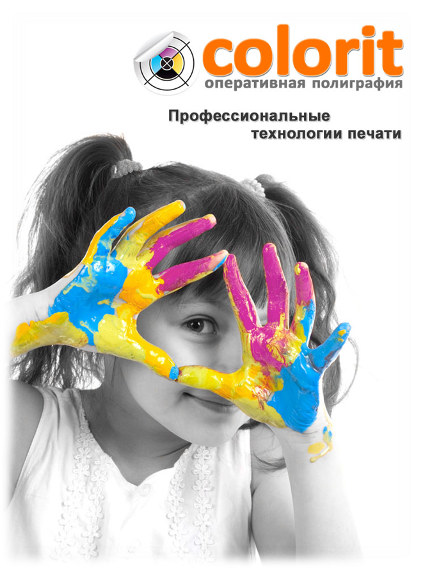 colorit
оперативная полиграфия
Профессиональные
технологии печати